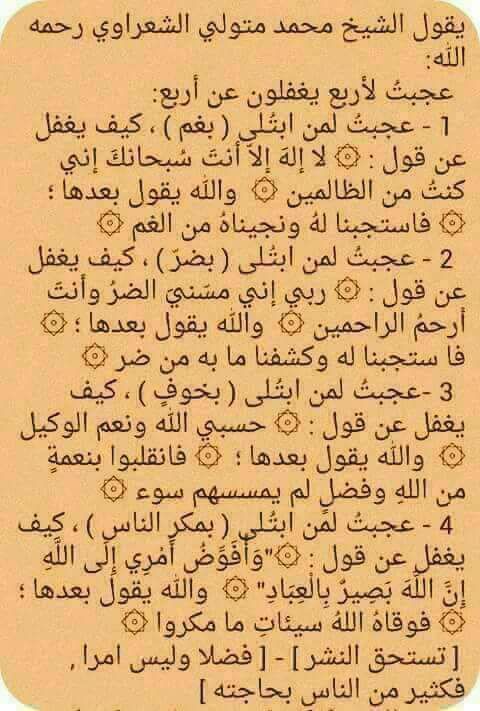 يقول الشيخ محمد متولي الشعراوي رحمه
الله:
عجبتُ لأربع يغفلون عن أربع:
1 - عجبتُ لمن ابتُلى ( بغم ) ، كيف يغفل
عن قول : ۞ لا إلهَ إلاّ أنتَ سُبحانكَ إني
كنتُ من الظالمين ۞ والله يقول بعدها ؛
۞ فاستجبنا لهُ ونجيناهُ من الغم ۞
2 - عجبتُ لمن ابتُلى ( بضرّ ) ، كيف يغفل
عن قول : ۞ ربي إني مسّنيَ الضرُ وأنتَ
أرحمُ الراحمين ۞ والله يقول بعدها ؛ ۞
فا ستجبنا له وكشفنا ما به من ضر ۞
3 -عجبتُ لمن ابتُلى ( بخوفٍ ) ، كيف
يغفل عن قول : ۞ حسبي الله ونعم الوكيل
۞ والله يقول بعدها ؛ ۞ فانقلبوا بنعمةٍ
من اللهِ وفضلٍ لم يمسسهم سوء ۞
4 - عجبتُ لمن ابتُلى ( بمكرِ الناس ) ، كيف
يغفل عن قول : ۞"وَأُفَوِّضُ أَمْرِي إِلَى اللَّهِ
إِنَّ اللَّهَ بَصِيرٌ بِالْعِبَادِ" ۞ والله يقول بعدها ؛
۞ فوقاهُ اللهُ سيئاتِ ما مكروا ۞
[ تستحق النشر ] - [ فضلا وليس امرا ,
فكثير من الناس بحاجته ]